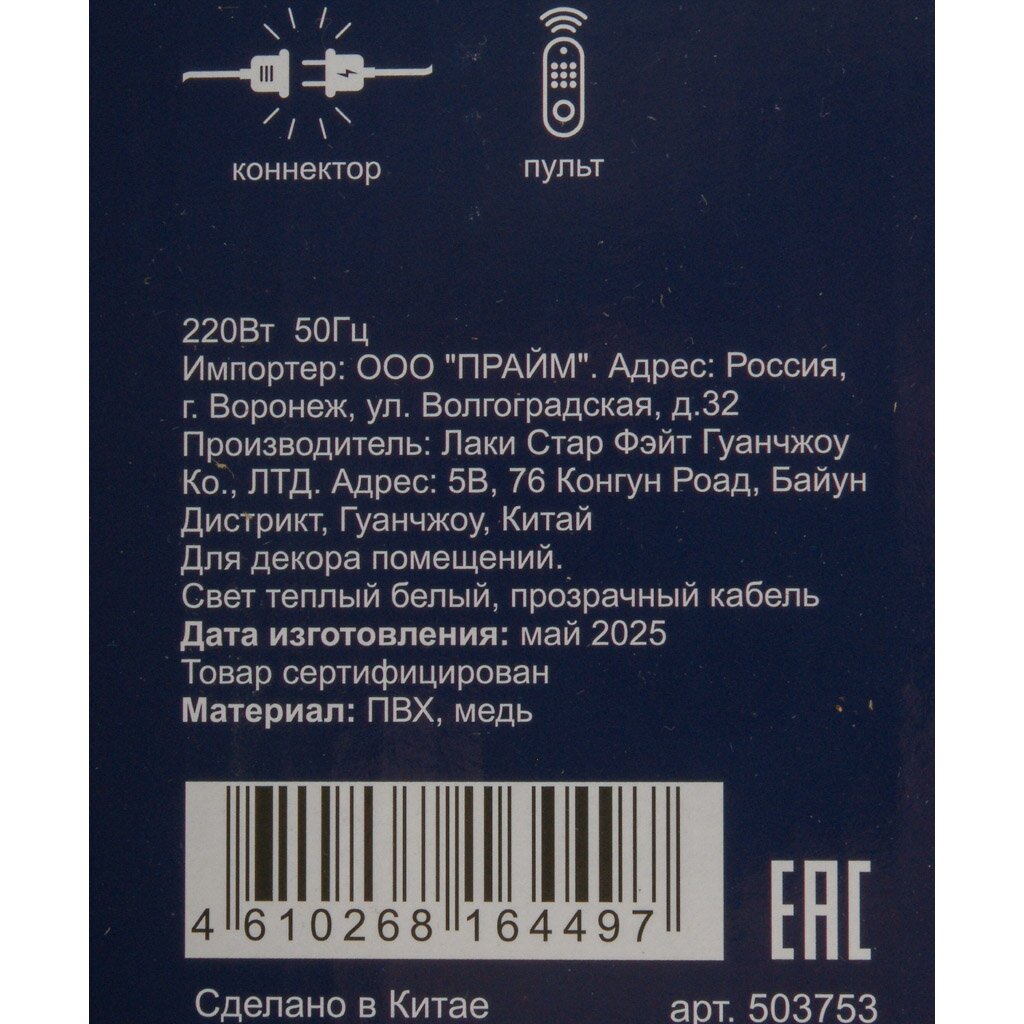 коннектор
пульт
220Вт 50Гц
Импортер: ООО "ПРАЙМ". Адрес: Россия,
г. Воронеж, ул. Волгоградская, д.32
Производитель: Лаки Стар Фэйт Гуанчжоу
Ко., ЛТД. Адрес: 5В, 76 Конгун Роад, Байун
Дистрикт, Гуанчжоу, Китай
Для декора помещений.
Свет теплый белый, прозрачный кабель
Дата изготовления: май 2025
Товар сертифицирован
Материал: ПВХ, медь
4 610268 164497
EAC
Сделано в Китае
арт. 503753